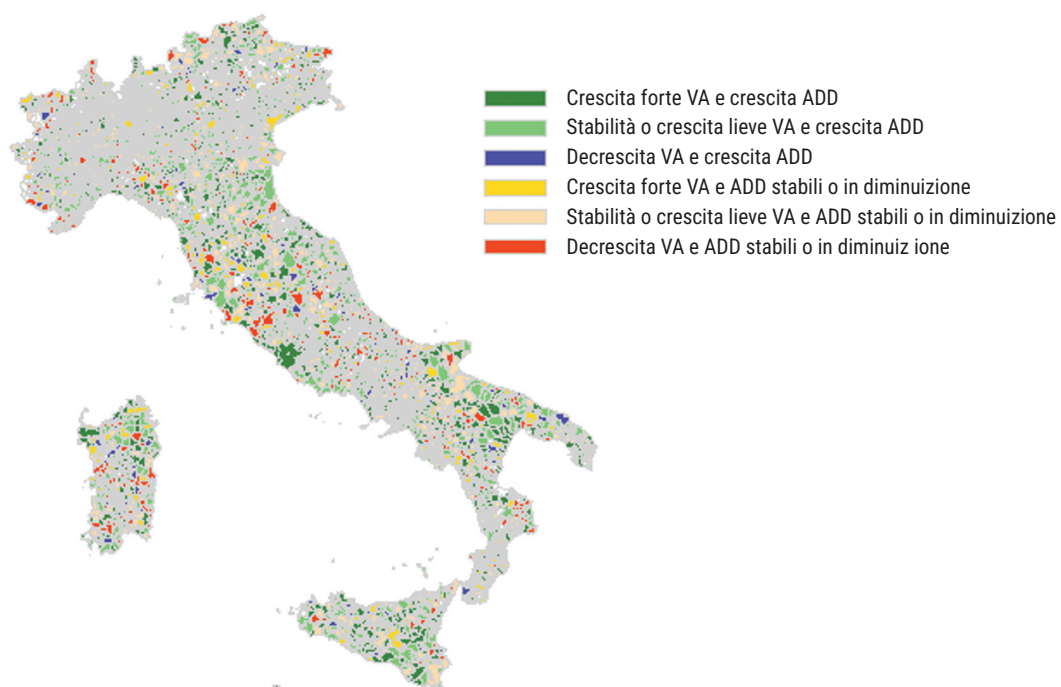 Crescita forte VA e crescita ADD
Stabilità o crescita lieve VA e crescita ADD
Decrescita VA e crescita ADD
Crescita forte VA e ADD stabili o in diminuizione
Stabilità o crescita lieve VA e ADD stabili o in diminuizione
Decrescita VA e ADD stabili o in diminuiz ione